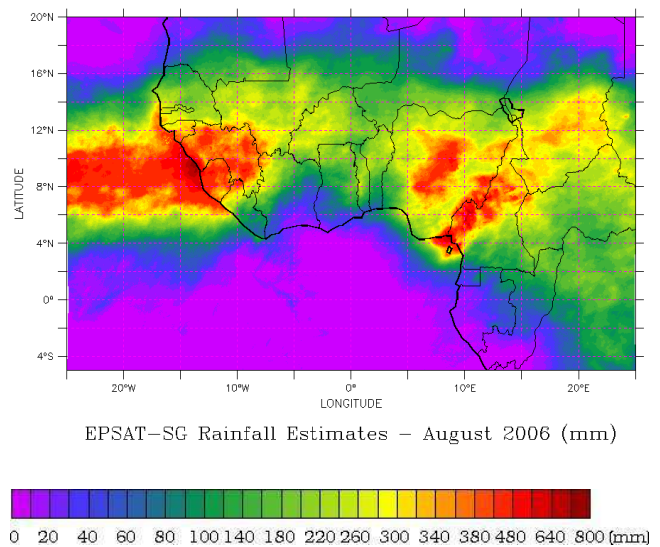 20°N
16°N
12°N
8°N
4°N
0°
4°S
LATITUDE
20°W 10°W 0° 10°E 20°E
LONGITUDE
EPSAT-SG Rainfall Estimates - August 2006 (mm)
0 20 40 60 80 100 140 180 220 260 300 340 380 480 640 800 (mm)